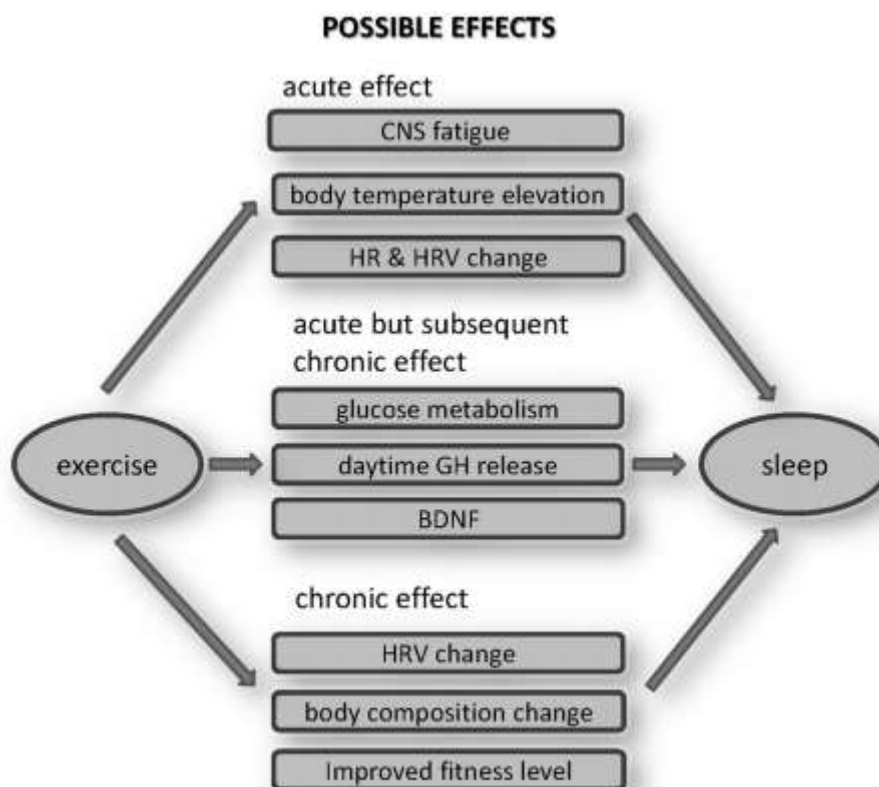 POSSIBLE EFFECTS
acute effect
CNS fatigue
body temperature elevation
HR & HRV change
acute but subsequent
chronic effect
glucose metabolism
exercise
daytime GH release
sleep
BDNF
chronic effect
HRV change
body composition change
Improved fitness level